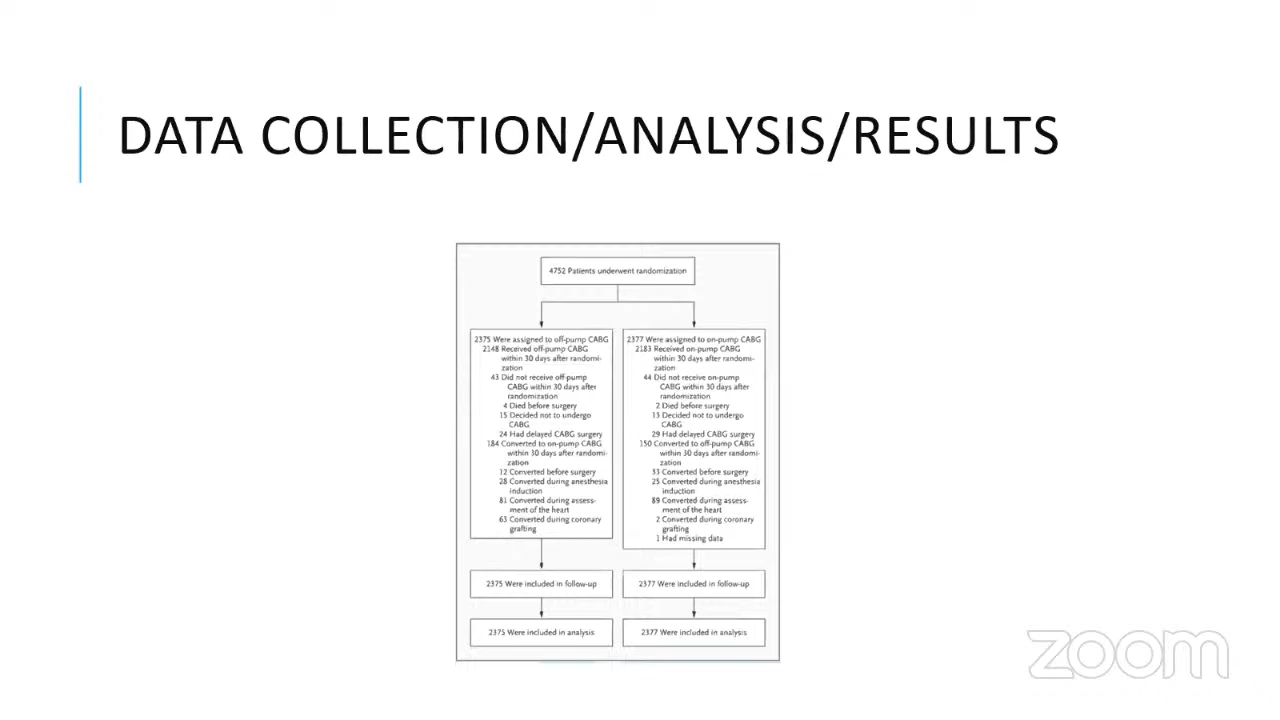 DATA COLLECTION/ANALYSIS/RESULTS
4752 Patients underwent randomization
2375 Were assigned to off-pump CABG
2148 Received off-pump CABG
within 30 days after randomi-
zation
43 Did not receive off-pump
CABG within 30 days after
randomization
4 Died before surgery
15 Decided not to undergo
CABG
24 Had delayed CABG surgery
184 Converted to on-pump CABG
within 30 days after randomi-
zation
12 Converted before surgery
28 Converted during anesthesia
induction
81 Converted during assess-
ment of the heart
63 Converted during coronary
grafting
2377 Were assigned to on-pump CABG
2183 Received on-pump CABG
within 30 days after randomi-
zation
44 Did not receive on-pump
CABG within 30 days after
randomization
2 Died before surgery
13 Decided not to undergo
CABG
29 Had delayed CABG surgery
150 Converted to off-pump CABG
within 30 days after randomi-
zation
33 Converted before surgery
25 Converted during anesthesia
induction
89 Converted during assess-
ment of the heart
2 Converted during coronary
grafting
1 Had missing data
2375 Were included in follow-up
2377 Were included in follow-up
2375 Were included in analysis
2377 Were included in analysis
zoom